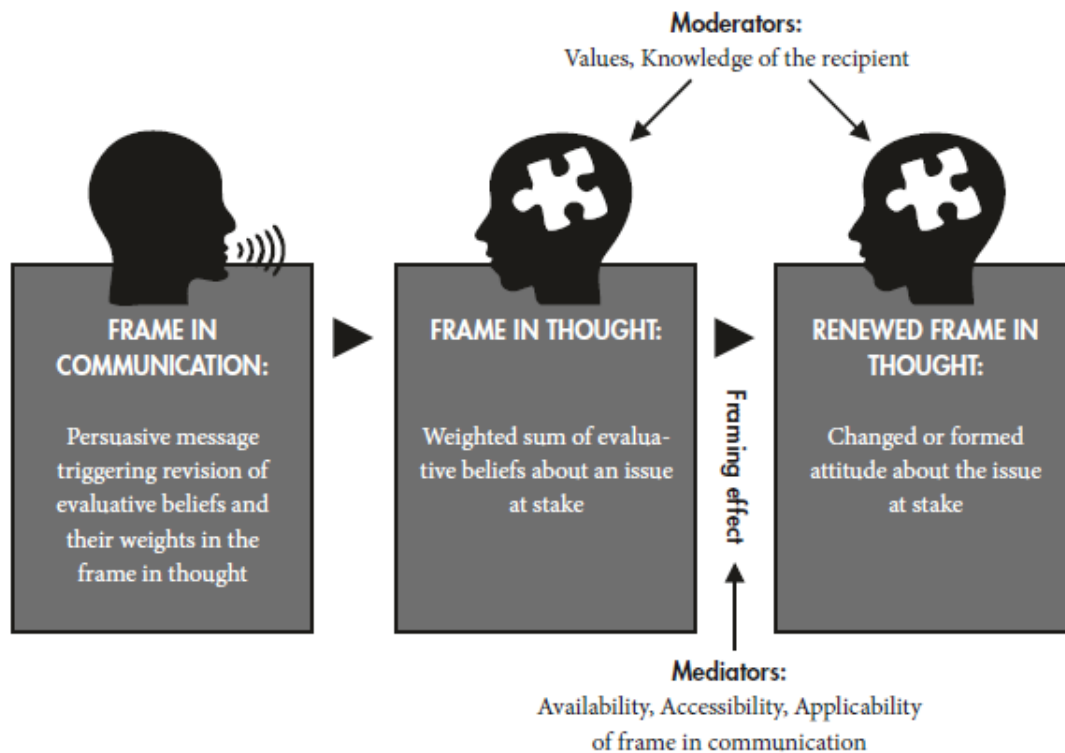 Moderators:
Values, Knowledge of the recipient
FRAME IN
COMMUNICATION:
Persuasive message
triggering revision of
evaluative beliefs and
their weights in the
frame in thought
FRAME IN THOUGHT:
Weighted sum of evalua-
tive beliefs about an issue
at stake
Framing effect
RENEWED FRAME IN
THOUGHT:
Changed or formed
attitude about the issue
at stake
Mediators:
Availability, Accessibility, Applicability
of frame in communication